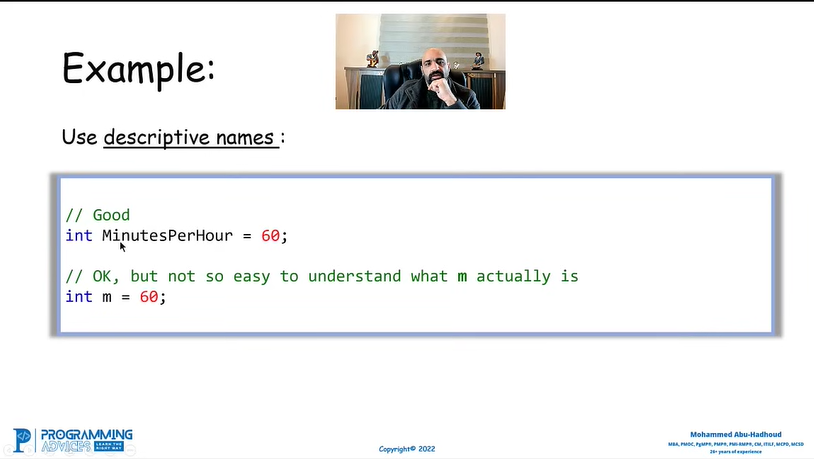 Example:
Use descriptive names :
// Good
int MinutesPerHour = 60;
// OK, but not so easy to understand what m actually is
int m = 60;
PROGRAMMING
ADVICES LEARN THE RIGHT WAY
Copyright© 2022
Mohammed Abu-Hadhoud
MBA, PMOC, PgMP®, PMP®, PMI-RMP®, CM, ITILF, MCPD, MCSD
26+ years of experience